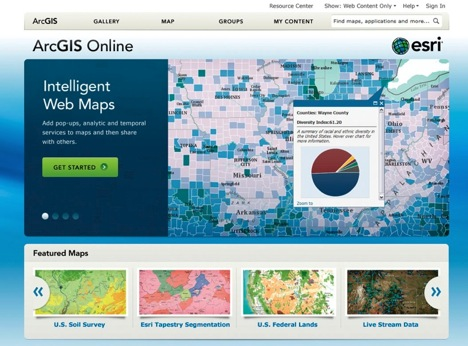 Resource Center Show: Web Content Only Help Sign In
ArcGIS GALLERY MAP GROUPS MY CONTENT Find maps, applications and more...
ArcGIS Online
esri
Intelligent
Web Maps
Add pop-ups, analytic and temporal
services to maps and then share
with others.
GET STARTED
Counties: Wayne County
Diversity Index: 61.20
A summary of racial and ethnic diversity in
the United States. Hover over chart for
more information.
Zoom to
Missouri
Arkansas
Tennessee
Ohio
WV
Featured Maps
U.S. Soil Survey
Esri Tapestry Segmentation
U.S. Federal Lands
Live Stream Data